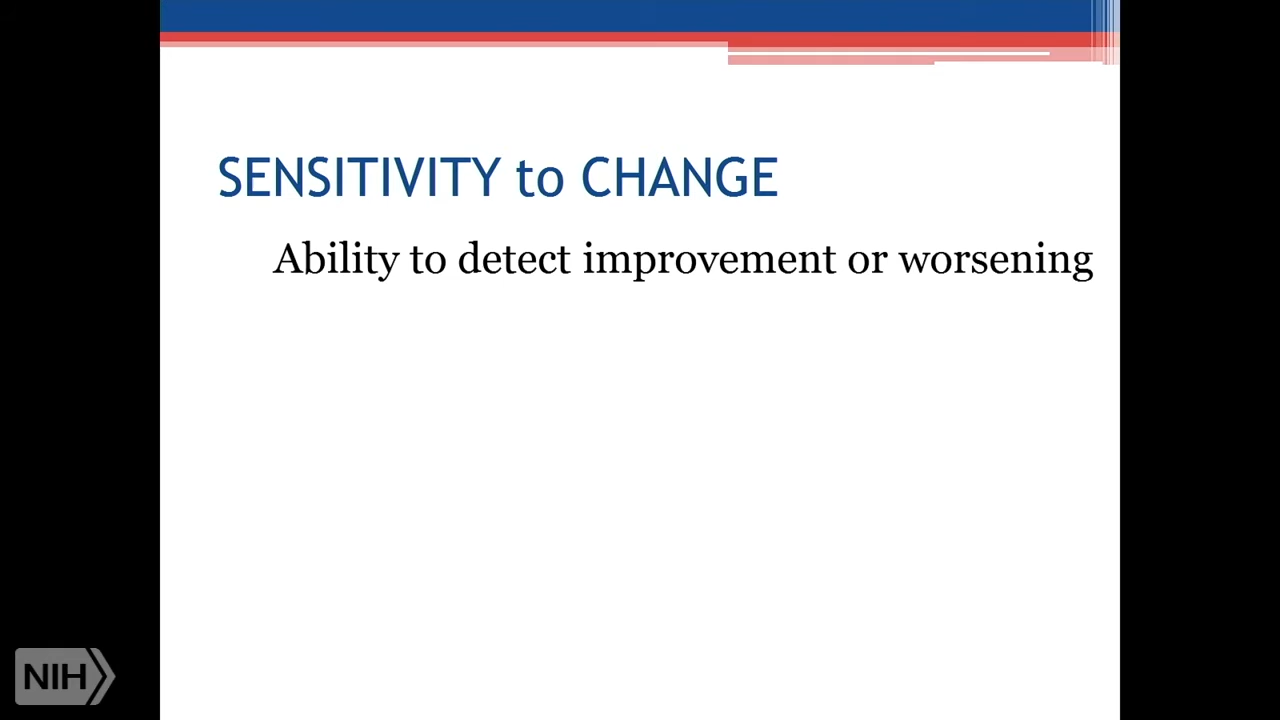 SENSITIVITY to CHANGE
Ability to detect improvement or worsening
NIH